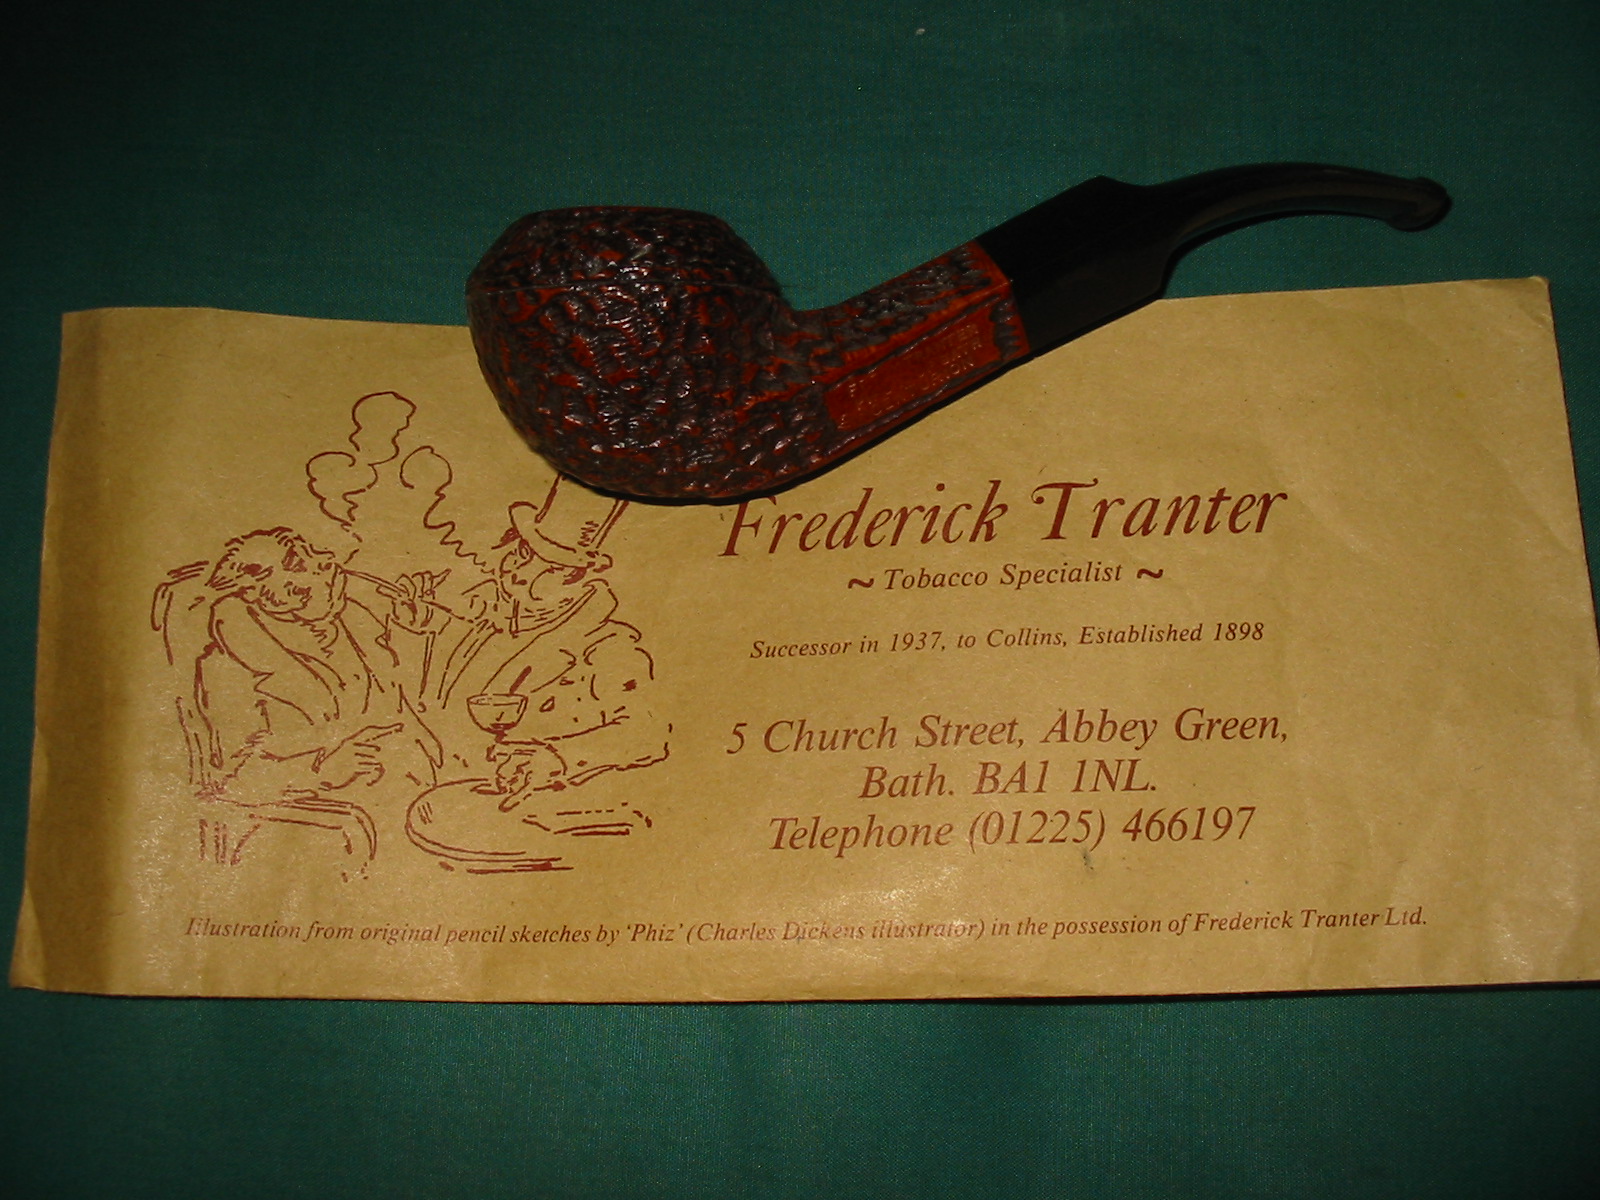 Frederick Tranter
~ Tobacco Specialist ~
Successor in 1937, to Collins, Established 1898
5 Church Street, Abbey Green,
Bath. BA1 1NL.
Telephone (01225) 466197
Illustration from original pencil sketches by 'Phiz' (Charles Dickens illustrator) in the possession of Frederick Tranter Ltd.